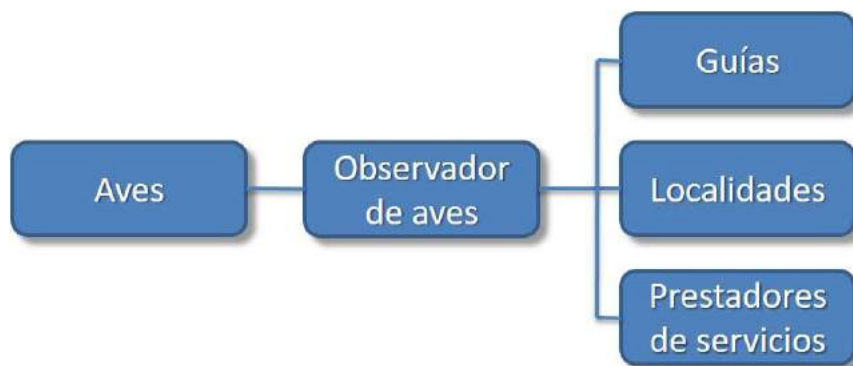 Aves
Observador
de aves
Guías
Localidades
Prestadores
de servicios